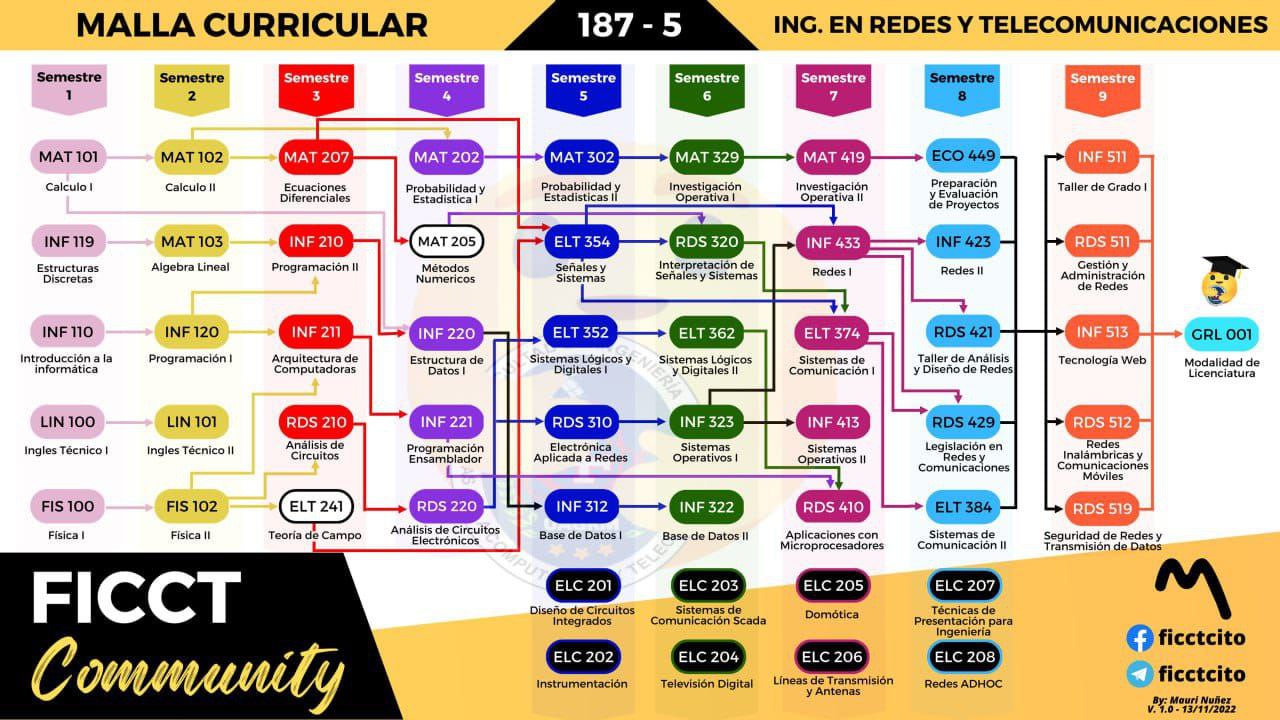 MALLA CURRICULAR
187 - 5
ING. EN REDES Y TELECOMUNICACIONES
Semestre
1
Semestre
2
Semestre
3
Semestre
4
Semestre
5
Semestre
6
Semestre
7
Semestre
8
Semestre
9
MAT 101
Calculo I
MAT 102
Calculo II
MAT 207
Ecuaciones
Diferenciales
MAT 202
Probabilidad y
Estadistica I
MAT 302
Probabilidad y
Estadisticas II
MAT 329
Investigación
Operativa I
MAT 419
Investigación
Operativa II
ECO 449
Preparación
y Evaluación
de Proyectos
INF 511
Taller de Grado I
INF 119
Estructuras
Discretas
MAT 103
Algebra Lineal
INF 210
Programación II
MAT 205
Métodos
Numericos
ELT 354
Señales y
Sistemas
RDS 320
Interpretación de
Señales y Sistemas
INF 433
Redes I
INF 423
Redes II
RDS 511
Gestión y
Administración
de Redes
INF 110
Introducción a la
informática
INF 120
Programación I
INF 211
Arquitectura de
Computadoras
INF 220
Estructura de
Datos I
ELT 352
Sistemas Lógicos y
Digitales I
ELT 362
Sistemas Lógicos
y Digitales II
ELT 374
Sistemas de
Comunicación I
RDS 421
Taller de Análisis
y Diseño de Redes
INF 513
Tecnología Web
GRL 001
Modalidad de
Licenciatura
LIN 100
Ingles Técnico I
LIN 101
Ingles Técnico II
RDS 210
Análisis de
Circuitos
INF 221
Programación
Ensamblador
RDS 310
Electrónica
Aplicada a Redes
INF 323
Sistemas
Operativos I
INF 413
Sistemas
Operativos II
RDS 429
Legislación en
Redes y
Comunicaciones
RDS 512
Redes
Inalámbricas y
Comunicaciones
Móviles
FIS 100
Física I
FIS 102
Física II
ELT 241
Teoría de Campo
RDS 220
Análisis de Circuitos
Electrónicos
INF 312
Base de Datos I
INF 322
Base de Datos II
RDS 410
Aplicaciones con
Microprocesadores
ELT 384
Sistemas de
Comunicación II
RDS 519
Seguridad de Redes y
Transmisión de Datos
ELC 201
Diseño de Circuitos
Integrados
ELC 203
Sistemas de
Comunicación Scada
ELC 205
Domótica
ELC 207
Técnicas de
Presentación para
Ingeniería
ELC 202
Instrumentación
ELC 204
Televisión Digital
ELC 206
Líneas de Transmisión
y Antenas
ELC 208
Redes ADHOC
FICCT
Community
ficctcito
ficctcito
By: Mauri Nuñez
V. 1.0 - 13/11/2022